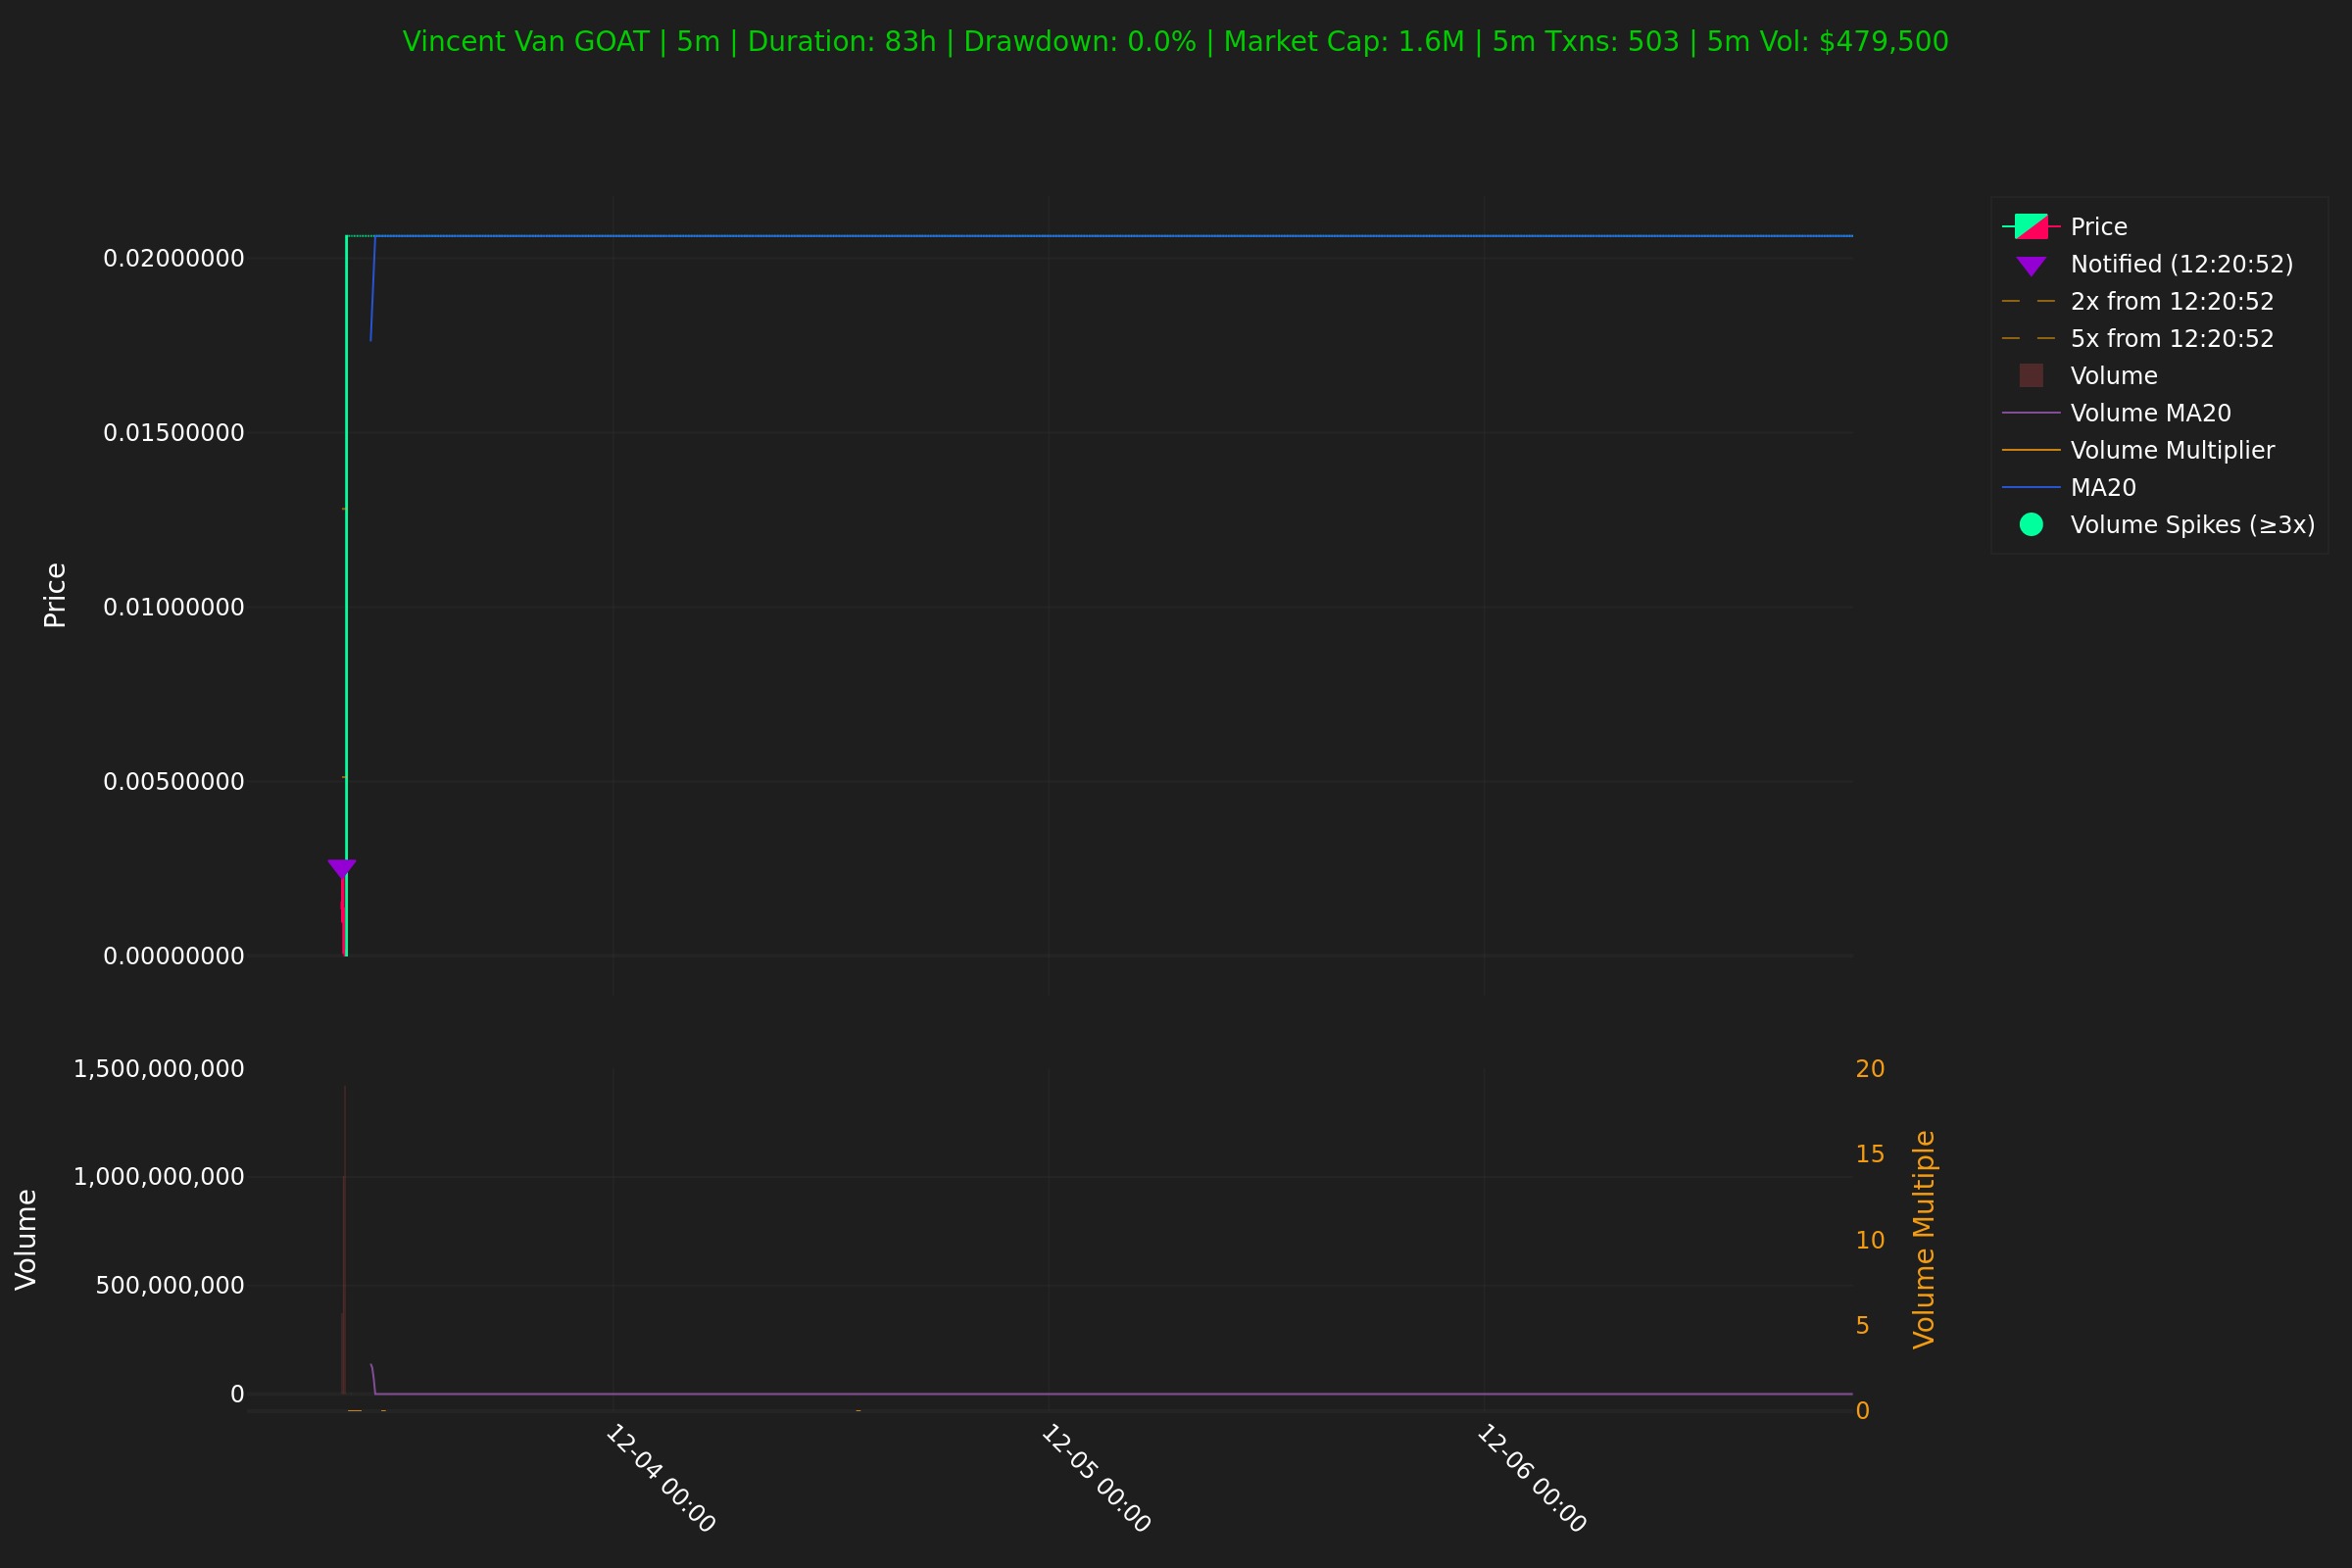 Vincent Van GOAT | 5m | Duration: 83h | Drawdown: 0.0% | Market Cap: 1.6M | 5m Txns: 503 | 5m Vol: $479,500
Price
0.02000000
0.01500000
0.01000000
0.00500000
0.00000000
Price
Notified (12:20:52)
2x from 12:20:52
5x from 12:20:52
Volume
Volume MA20
Volume Multiplier
MA20
Volume Spikes (≥3x)
Volume
1,500,000,000
1,000,000,000
500,000,000
0
20
15
10
5
0
Volume Multiple
12-04 00:00
12-05 00:00
12-06 00:00